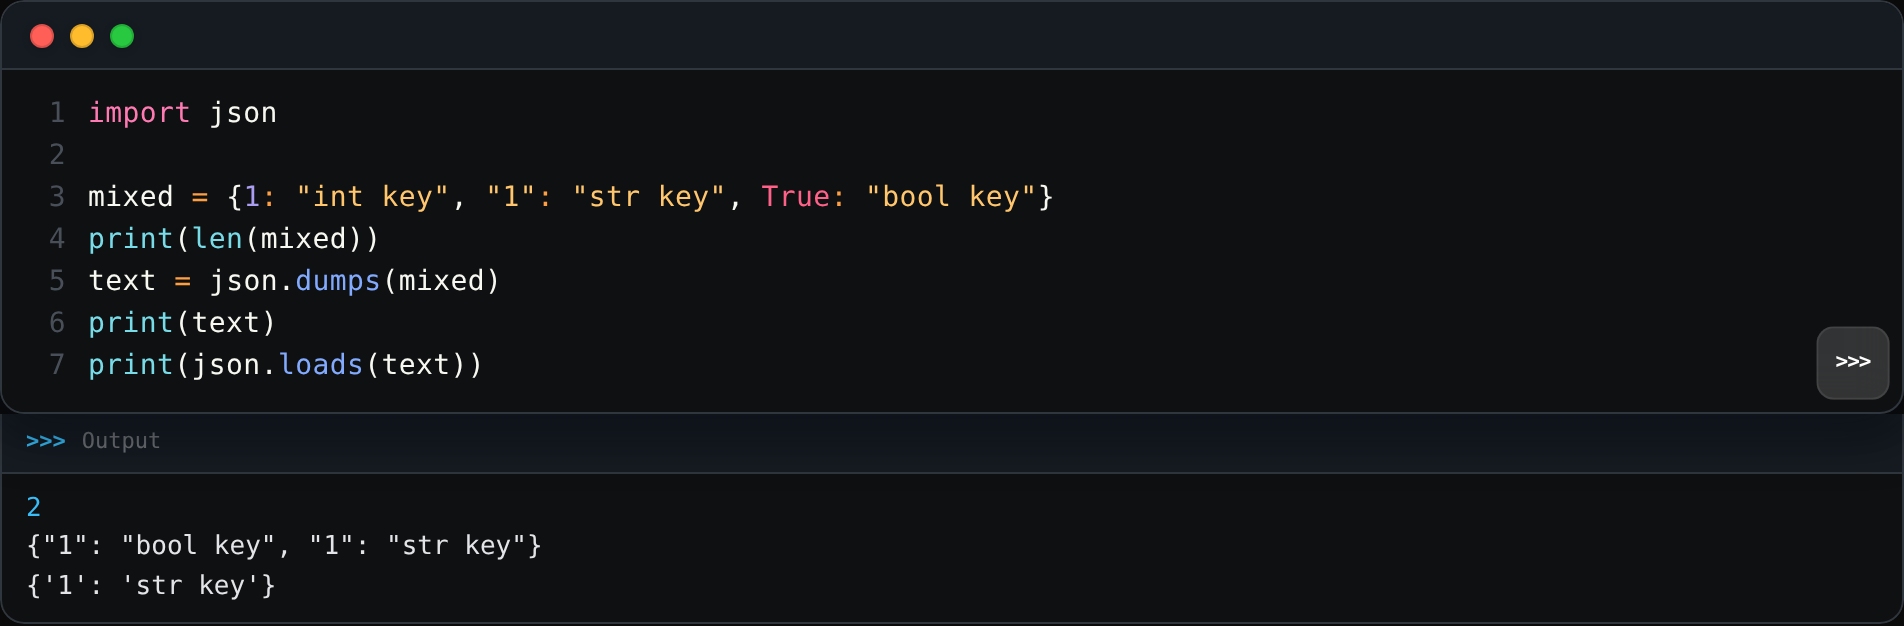 1 import json
2
3 mixed = {1: "int key", "1": "str key", True: "bool key"}
4 print(len(mixed))
5 text = json.dumps(mixed)
6 print(text)
7 print(json.loads(text))
>>>
>>> Output
2
{"1": "bool key", "1": "str key"}
{'1': 'str key'}